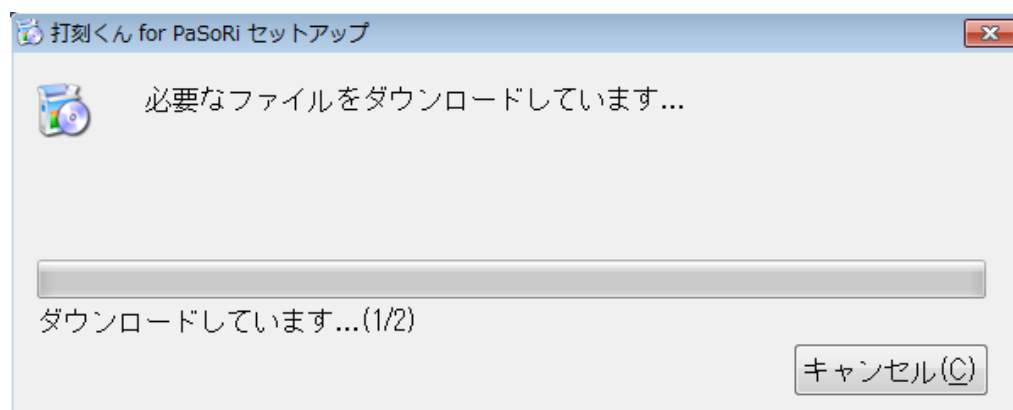 打刻くん for PaSoRi セットアップ
必要なファイルをダウンロードしています...
ダウンロードしています...(1/2)
キャンセル(C)